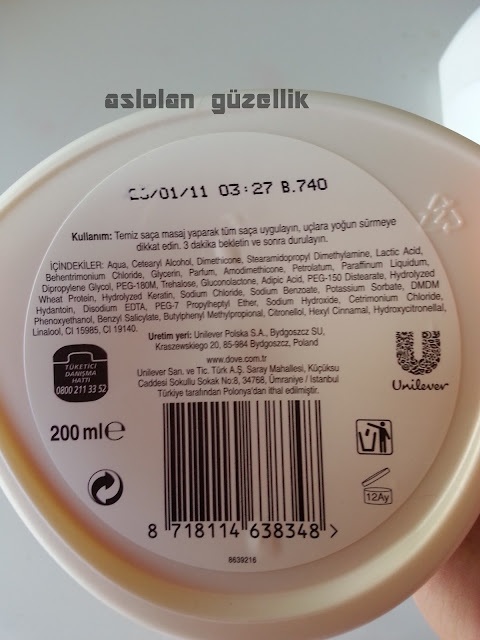 aslolan güzellik
/01/11 03:27 B.740
Kullanım: Temiz saça masaj yaparak tüm saça uygulayın, uçlara yoğun sürmeye
dikkat edin. 3 dakika bekletin ve sonra durulayın.
İÇİNDEKİLER: Aqua, Cetearyl Alcohol, Dimethicone, Stearamidopropyl Dimethylamine, Lactic Acid,
Behentrimonium Chloride, Glycerin, Parfum, Amodimethicone, Petrolatum, Paraffinum Liquidum,
Dipropylene Glycol, PEG-180M, Trehalose, Gluconolactone, Adipic Acid, PEG-150 Distearate, Hydrolyzed
Wheat Protein, Hydrolyzed Keratin, Sodium Chloride, Sodium Benzoate, Potassium Sorbate, DMDM
Hydantoin, Disodium EDTA, PEG-7 Propylheptyl Ether, Sodium Hydroxide, Cetrimonium Chloride,
Phenoxyethanol, Benzyl Salicylate, Butylphenyl Methylpropional, Citronellol, Hexyl Cinnamal, Hydroxycitronellal,
Linalool, CI 15985, CI 19140.
Uretim yeri: Unilever Polska S.A., Bydgoszcz SU,
Kraszewskiego 20, 85-984 Bydgoszcz, Poland
www.dove.com.tr
Unilever San. ve Tic. Türk A.Ş. Saray Mahallesi, Küçüksu
Caddesi Sokullu Sokak No:8, 34768, Ümraniye / İstanbul
Türkiye tarafından Polonya'dan ithal edilmiştir.
TÜKETİCİ
DANIŞMA
HATTI
0800 211 33 52
Unilever
200 ml e
12Ay
8 718114 638348 >
8639216